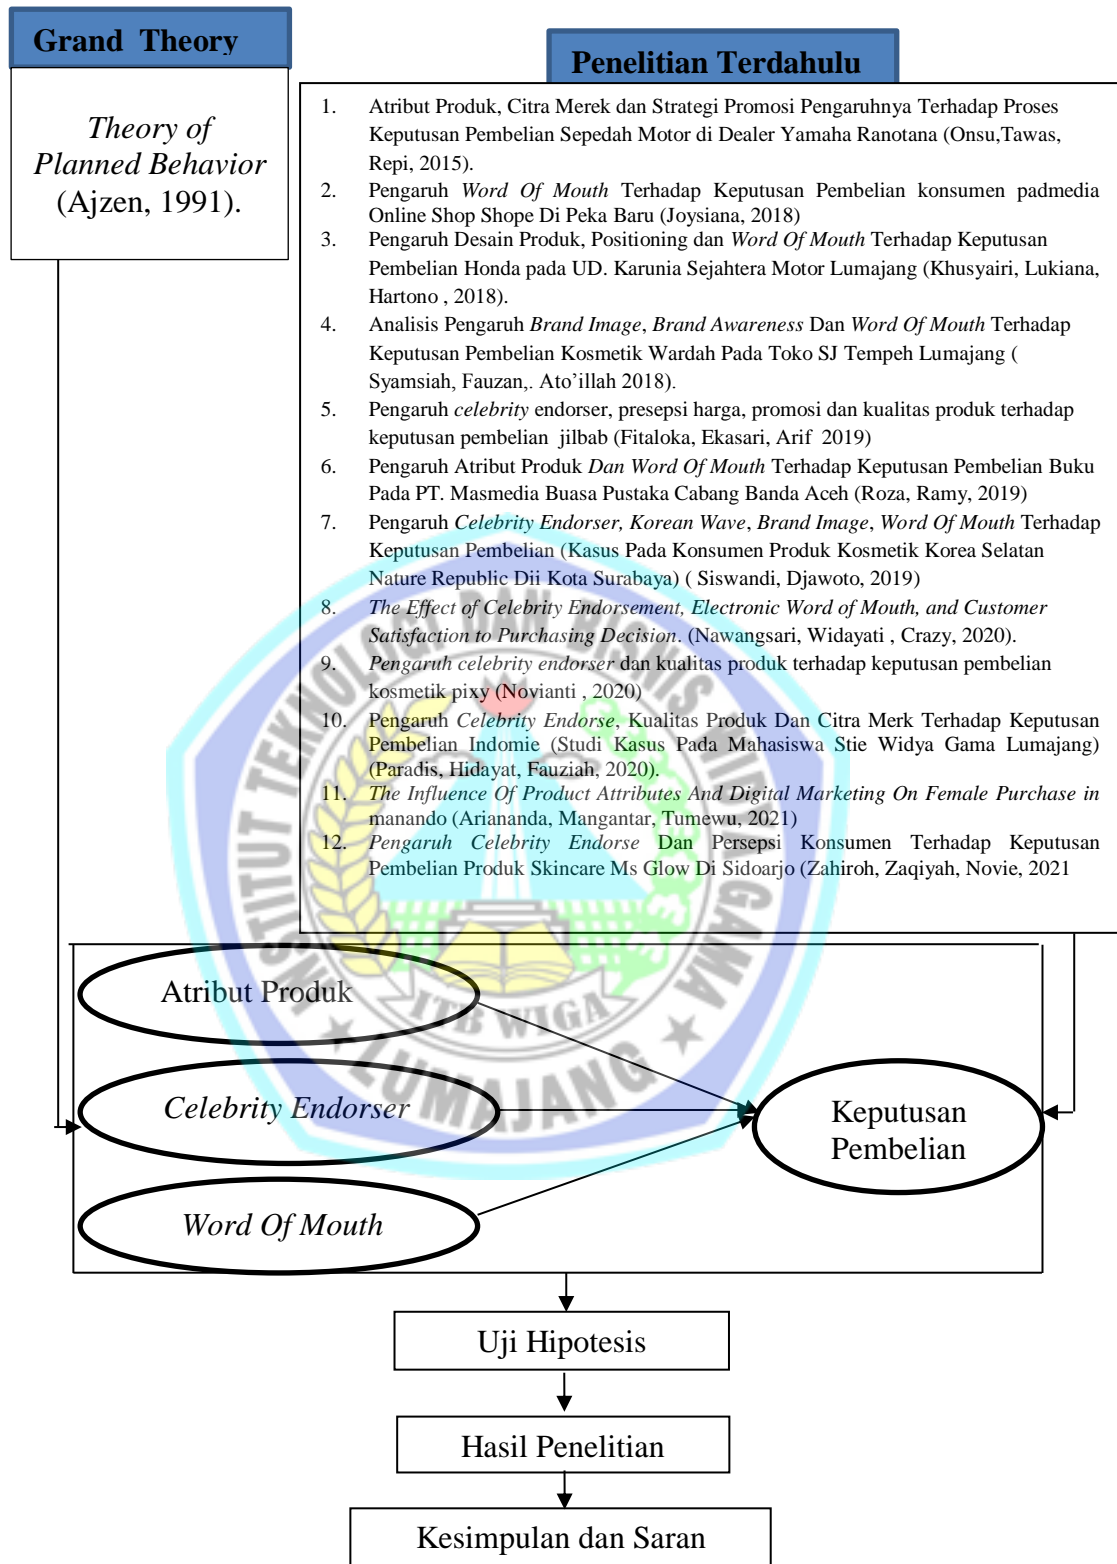 Grand Theory
Theory of
Planned Behavior
(Ajzen, 1991).
Penelitian Terdahulu
1. Atribut Produk, Citra Merek dan Strategi Promosi Pengaruhnya Terhadap Proses
Keputusan Pembelian Sepedah Motor di Dealer Yamaha Ranotana (Onsu,Tawas,
Repi, 2015).
2. Pengaruh Word Of Mouth Terhadap Keputusan Pembelian konsumen padmedia
Online Shop Shope Di Peka Baru (Joysiana, 2018)
3. Pengaruh Desain Produk, Positioning dan Word Of Mouth Terhadap Keputusan
Pembelian Honda pada UD. Karunia Sejahtera Motor Lumajang (Khusyairi, Lukiana,
Hartono , 2018).
4. Analisis Pengaruh Brand Image, Brand Awareness Dan Word Of Mouth Terhadap
Keputusan Pembelian Kosmetik Wardah Pada Toko SJ Tempeh Lumajang (
Syamsiah, Fauzan,. Ato’illah 2018).
5. Pengaruh celebrity endorser, presepsi harga, promosi dan kualitas produk terhadap
keputusan pembelian jilbab (Fitaloka, Ekasari, Arif 2019)
6. Pengaruh Atribut Produk Dan Word Of Mouth Terhadap Keputusan Pembelian Buku
Pada PT. Masmedia Buasa Pustaka Cabang Banda Aceh (Roza, Ramy, 2019)
7. Pengaruh Celebrity Endorser, Korean Wave, Brand Image, Word Of Mouth Terhadap
Keputusan Pembelian (Kasus Pada Konsumen Produk Kosmetik Korea Selatan
Nature Republic Dii Kota Surabaya) ( Siswandi, Djawoto, 2019)
8. The Effect of Celebrity Endorsement, Electronic Word of Mouth, and Customer
Satisfaction to Purchasing Decision. (Nawangsari, Widayati , Crazy, 2020).
9. Pengaruh celebrity endorser dan kualitas produk terhadap keputusan pembelian
kosmetik pixy (Novianti , 2020)
10. Pengaruh Celebrity Endorse, Kualitas Produk Dan Citra Merk Terhadap Keputusan
Pembelian Indomie (Studi Kasus Pada Mahasiswa Stie Widya Gama Lumajang)
(Paradis, Hidayat, Fauziah, 2020).
11. The Influence Of Product Attributes And Digital Marketing On Female Purchase in
manando (Ariananda, Mangantar, Tumewu, 2021)
12. Pengaruh Celebrity Endorse Dan Persepsi Konsumen Terhadap Keputusan
Pembelian Produk Skincare Ms Glow Di Sidoarjo (Zahiroh, Zaqiyah, Novie, 2021
INSTITUT TEKNOLOGI DAN BISNIS WIDYA GAMA
ITB WIGA
LUMAJANG
Atribut Produk
Celebrity Endorser
Word Of Mouth
Keputusan
Pembelian
Uji Hipotesis
Hasil Penelitian
Kesimpulan dan Saran